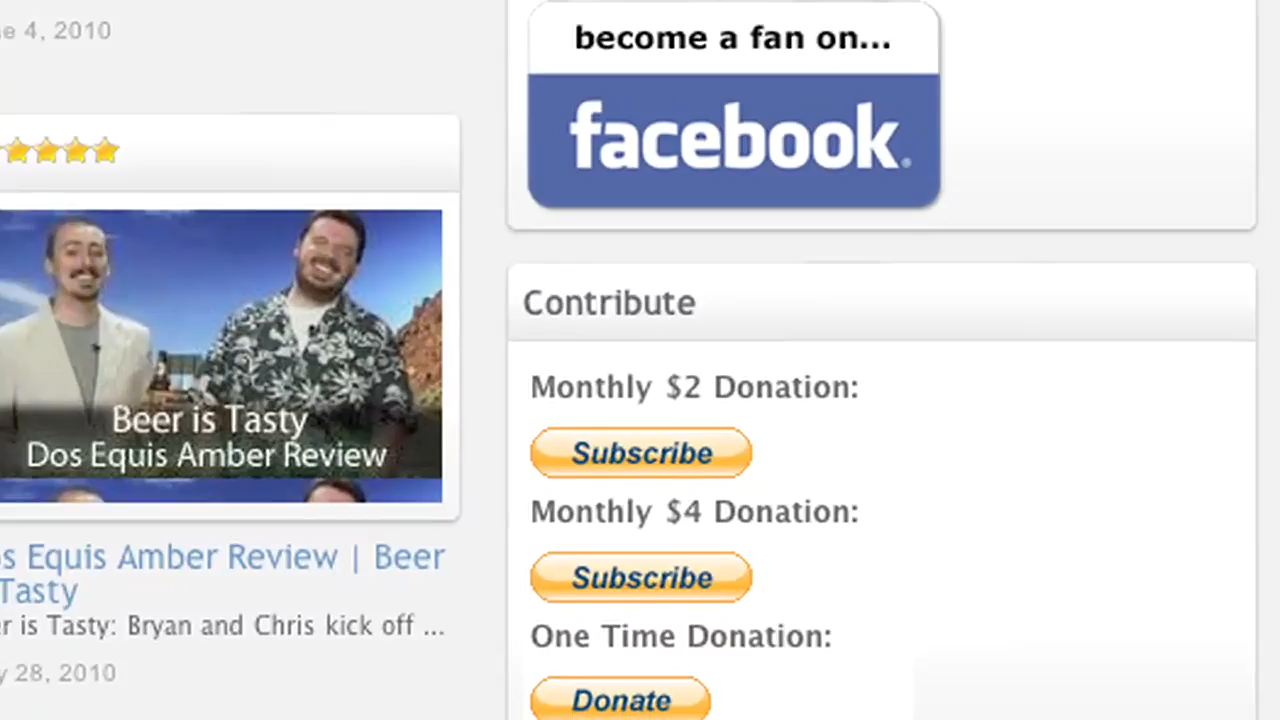 4, 2010
Beer is Tasty
Dos Equis Amber Review
Equis Amber Review | Beer
Tasty
is Tasty: Bryan and Chris kick off ...
28, 2010
become a fan on...
facebook
Contribute
Monthly $2 Donation:
Subscribe
Monthly $4 Donation:
Subscribe
One Time Donation:
Donate